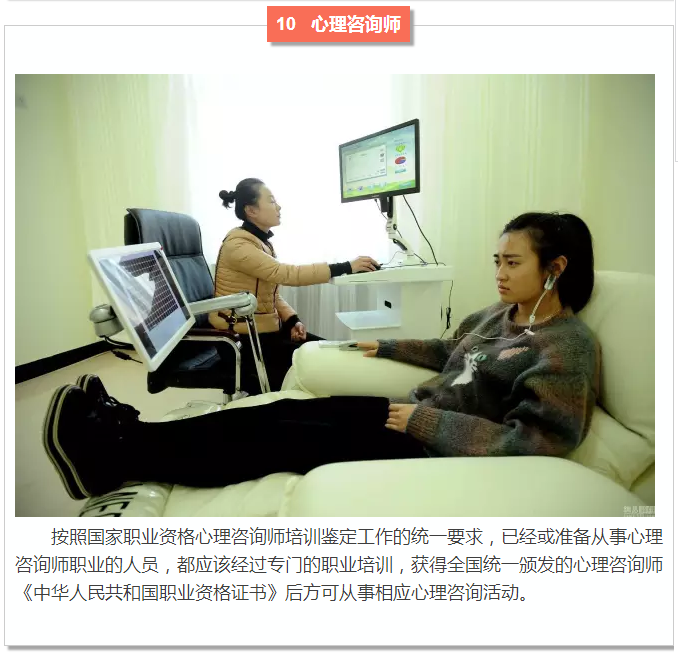 10 心理咨询师
按照国家职业资格心理咨询师培训鉴定工作的统一要求，已经或准备从事心理
咨询师职业的人员，都应该经过专门的职业培训，获得全国统一颁发的心理咨询师
《中华人民共和国职业资格证书》后方可从事相应心理咨询活动。